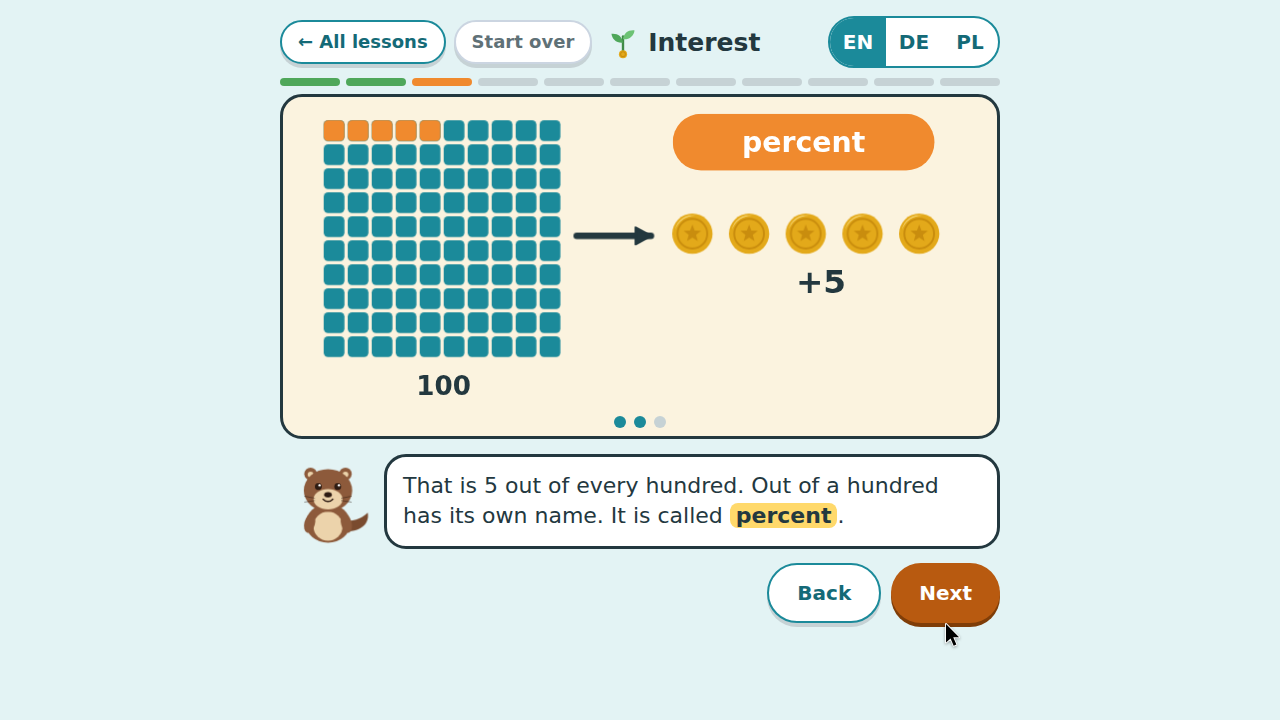 ← All lessons
Start over
Interest
EN
DE
PL
percent
+5
100
That is 5 out of every hundred. Out of a hundred
has its own name. It is called percent.
Back
Next